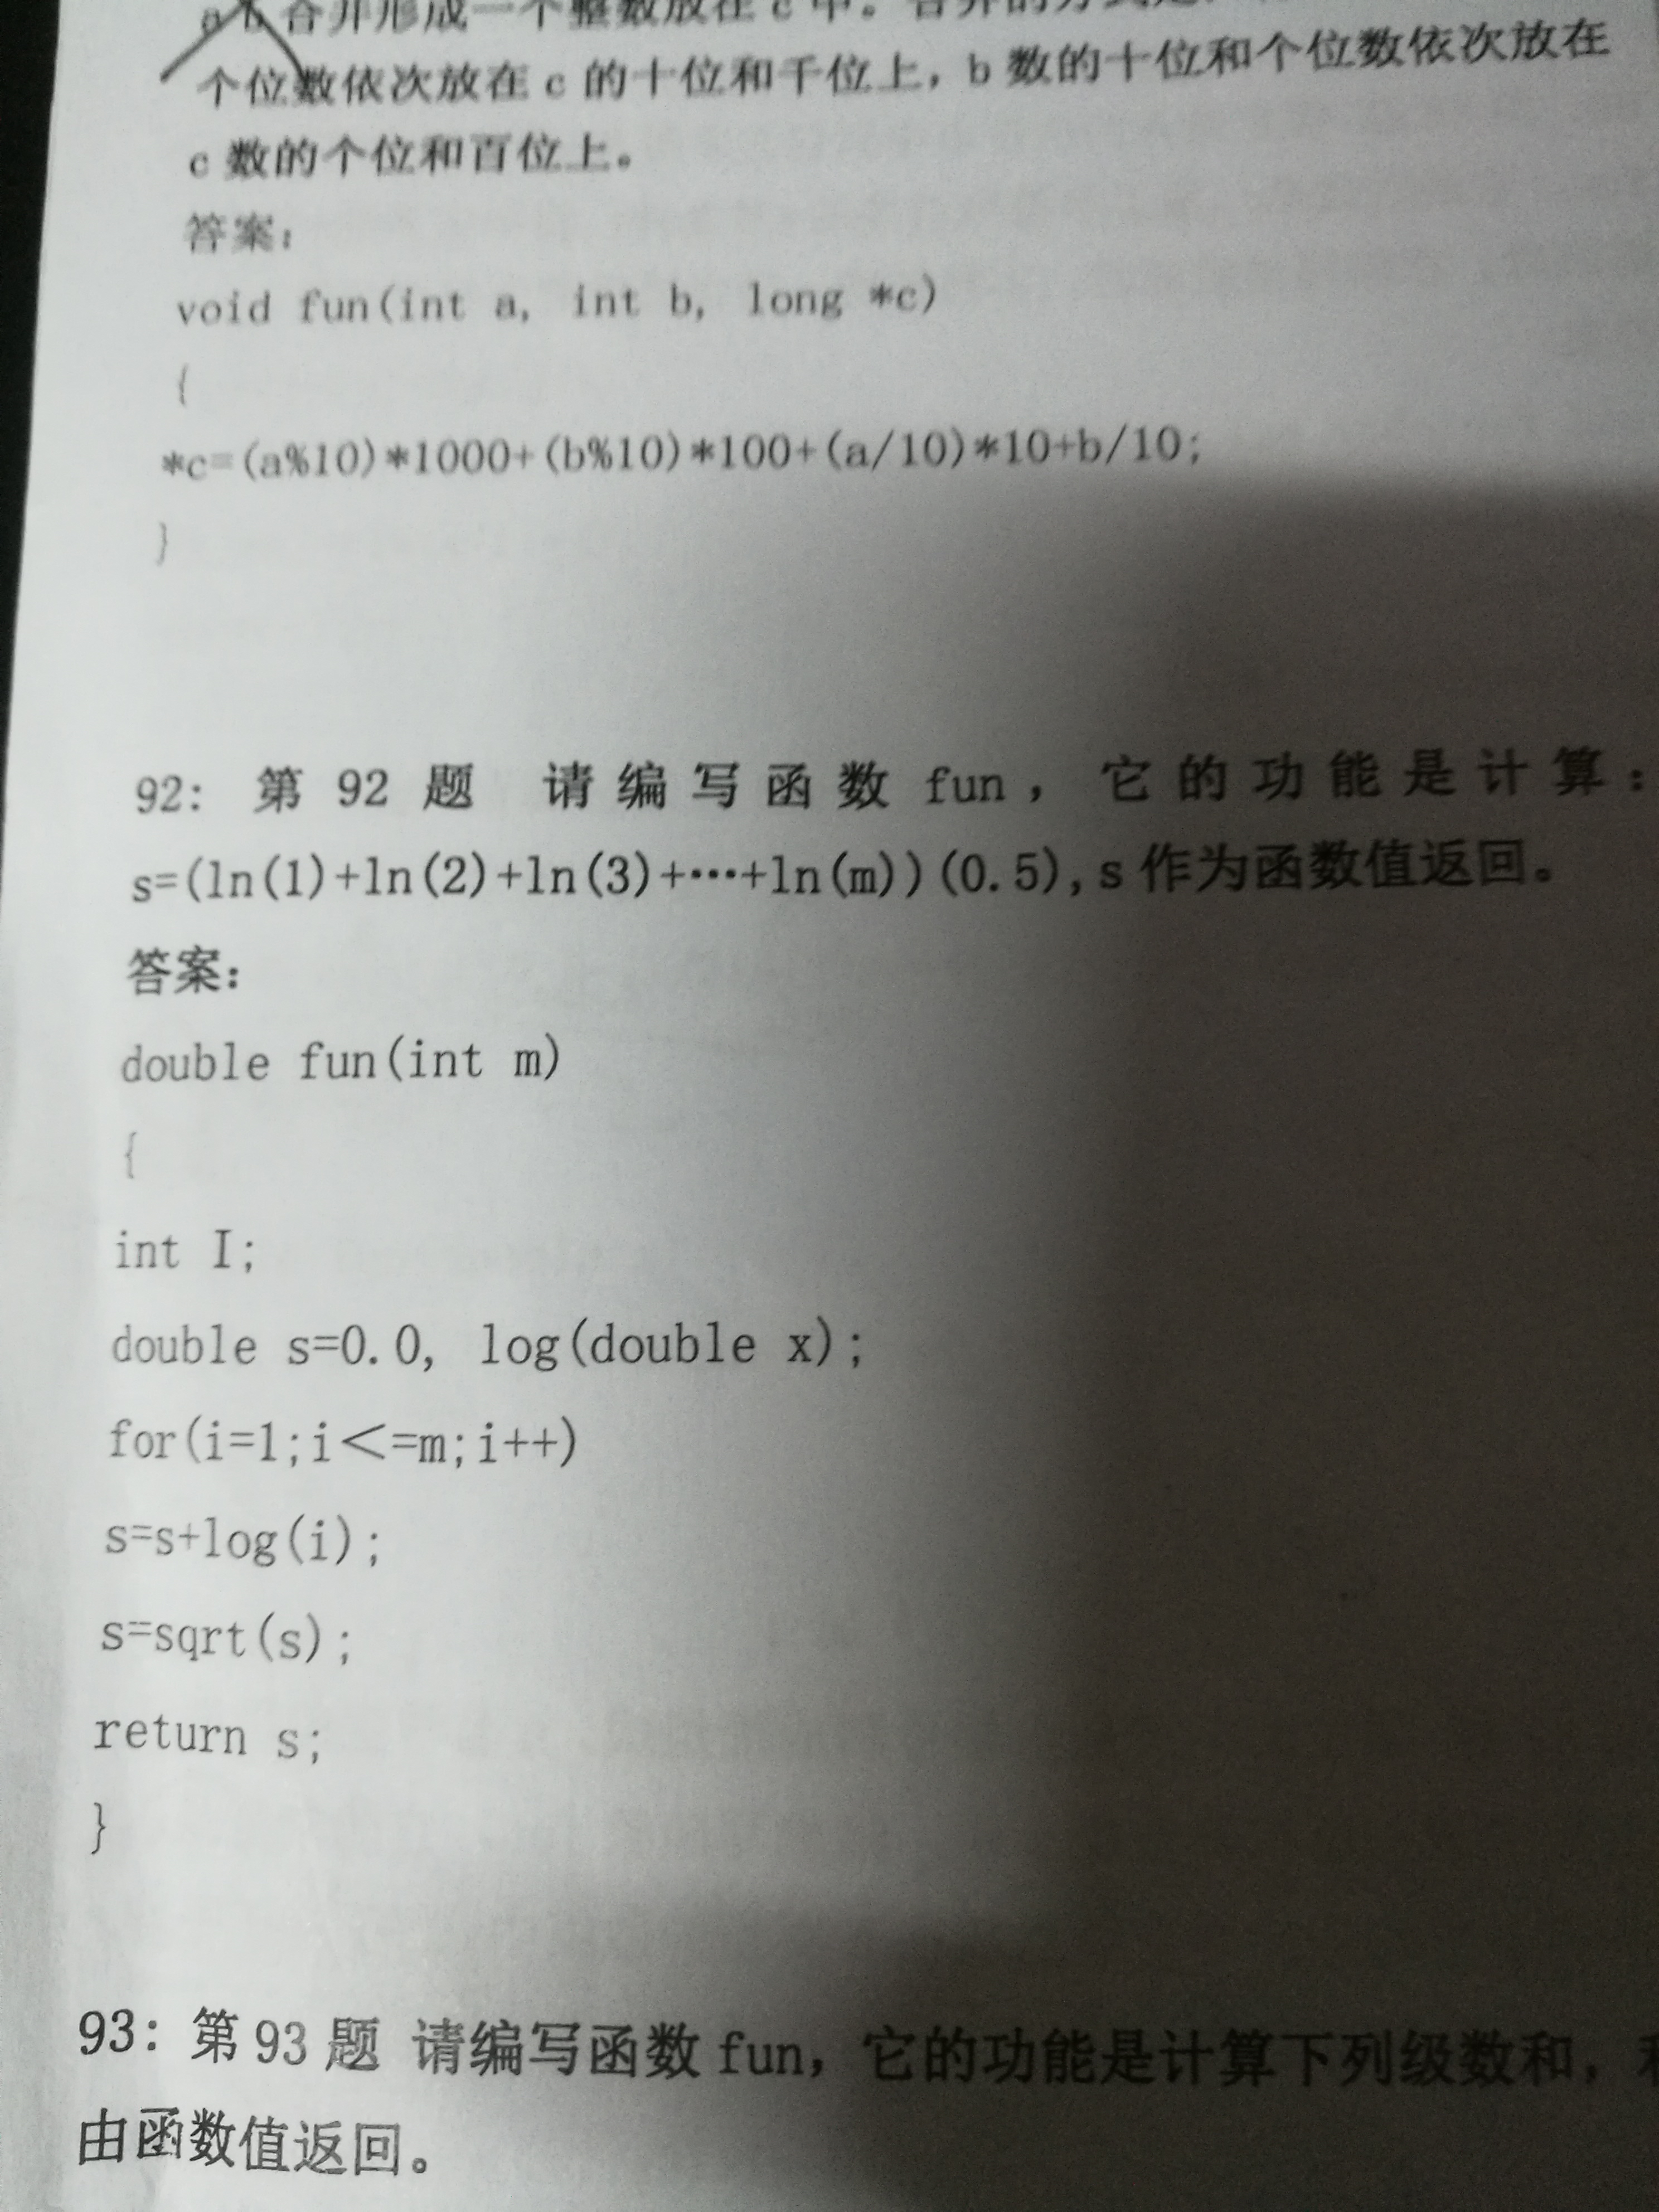 a b 合并形成一个整数放在 c 中。合并的方式是:
个位数依次放在 c 的十位和千位上, b 数的十位和个位数依次放在
c 数的个位和百位上。
答案:
void fun(int a, int b, long *c)
{
*c=(a%10)*1000+(b%10)*100+(a/10)*10+b/10;
}
92: 第 92 题 请编写函数 fun, 它的功能是计算:
s=(ln(1)+ln(2)+ln(3)+…+ln(m))(0.5), s 作为函数值返回。
答案:
double fun(int m)
{
int I;
double s=0.0, log(double x);
for(i=1;i<=m;i++)
s=s+log(i);
s=sqrt(s);
return s;
}
93: 第 93 题 请编写函数 fun, 它的功能是计算下列级数和,
由函数值返回。